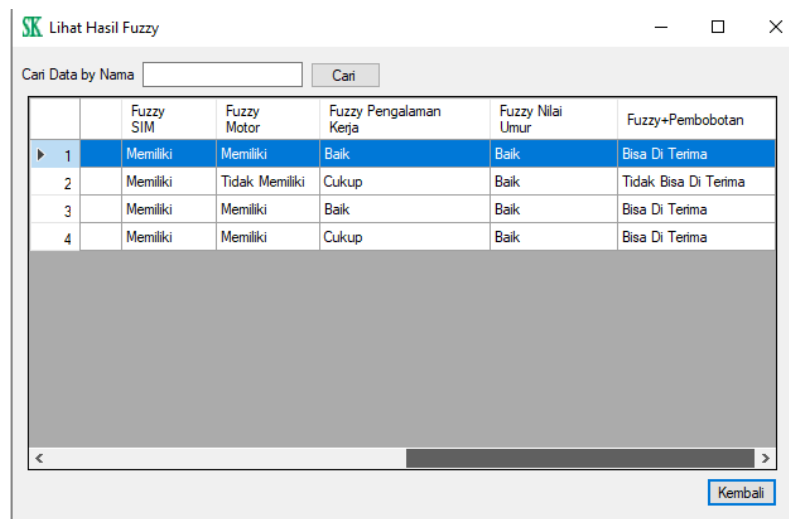 SK Lihat Hasil Fuzzy
Cari Data by Nama Cari
Fuzzy SIM Fuzzy Motor Fuzzy Pengalaman Kerja Fuzzy Nilai Umur Fuzzy+Pembobotan
1 Memiliki Memiliki Baik Baik Bisa Di Terima
2 Memiliki Tidak Memiliki Cukup Baik Tidak Bisa Di Terima
3 Memiliki Memiliki Baik Baik Bisa Di Terima
4 Memiliki Memiliki Cukup Baik Bisa Di Terima
Kembali